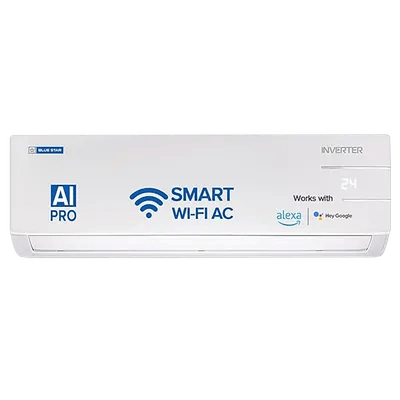 BLUE STAR
INVERTER
24
AI
PRO
SMART
WI-FI AC
Works with
alexa
Hey Google